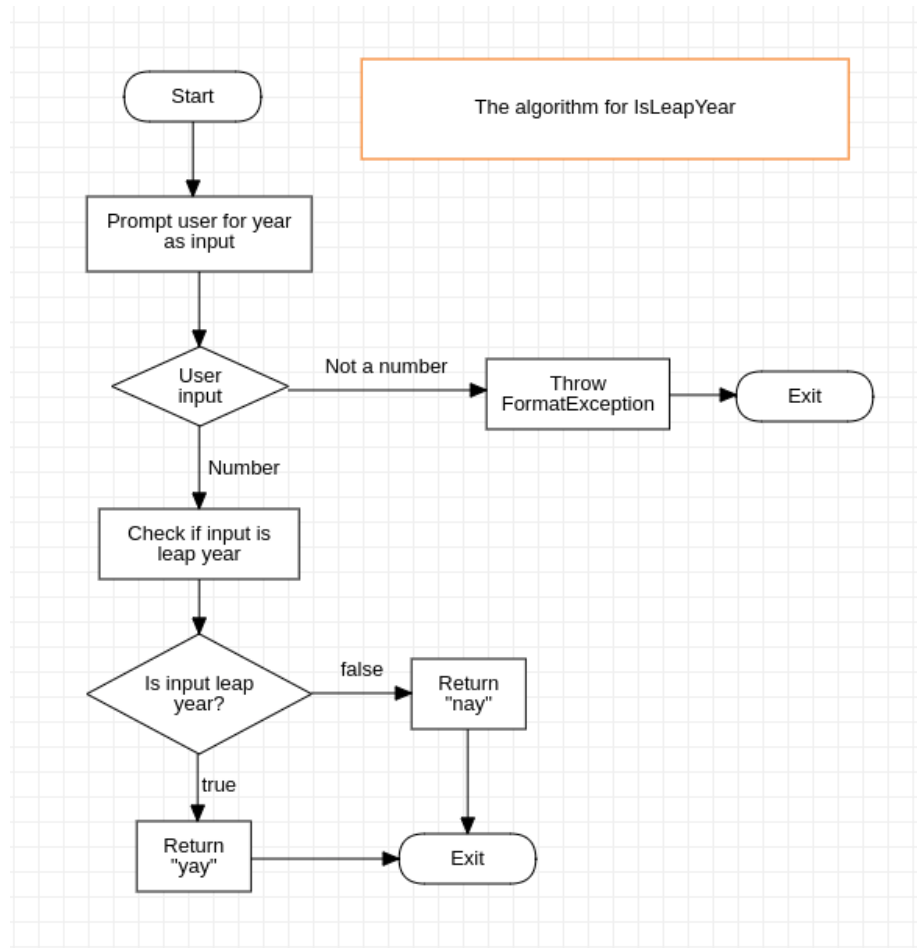 Start
The algorithm for IsLeapYear
Prompt user for year
as input
User
input
Not a number
Throw
FormatException
Exit
Number
Check if input is
leap year
Is input leap
year?
false
Return
"nay"
true
Return
"yay"
Exit